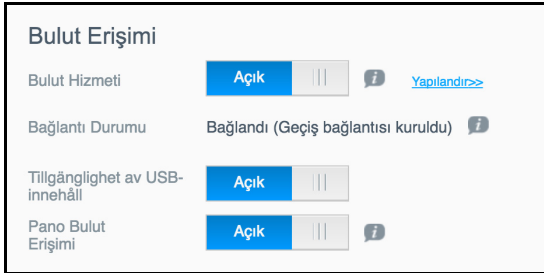 Bulut Erişimi
Bulut Hizmeti Açık Yapılandır>>
Bağlantı Durumu Bağlandı (Geçiş bağlantısı kuruldu)
Tillgänglighet av USB-
innehåll Açık
Pano Bulut
Erişimi Açık